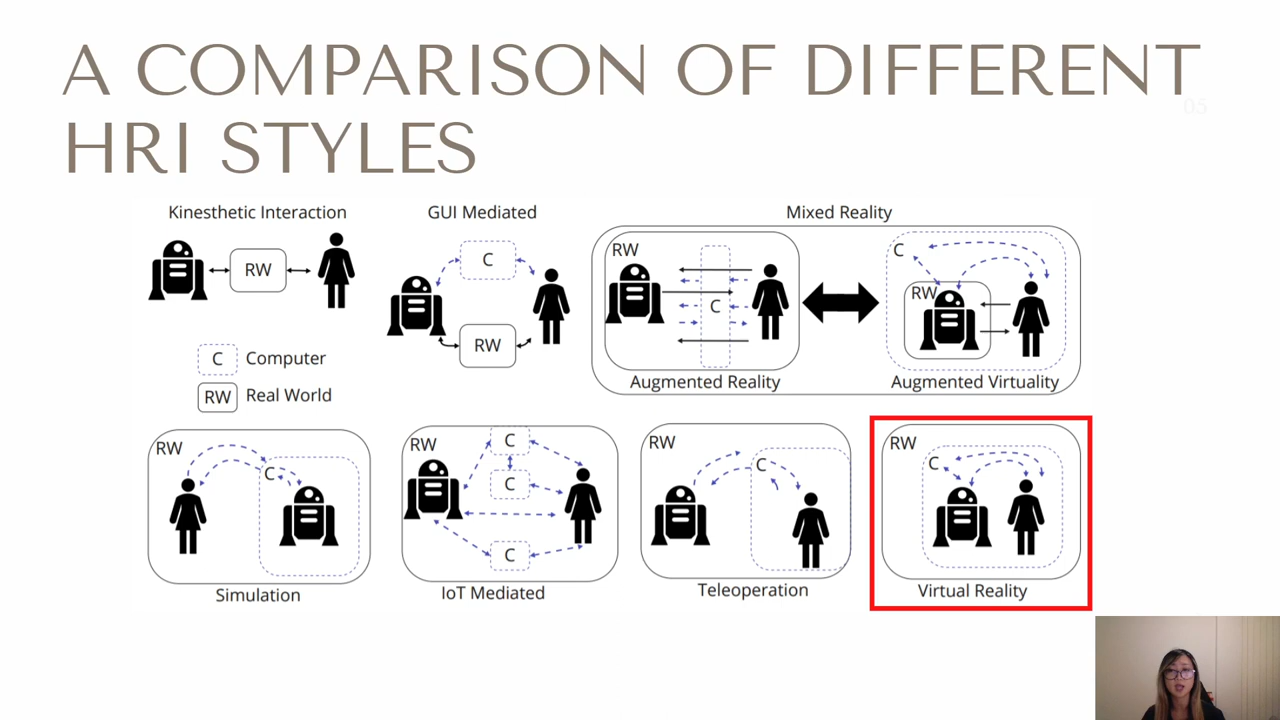 A COMPARISON OF DIFFERENT
HRI STYLES
05
Kinesthetic Interaction
RW
GUI Mediated
C
RW
Mixed Reality
RW
C
Augmented Reality
C
RW
Augmented Virtuality
C Computer
RW Real World
RW
C
Simulation
RW
C
C
C
IoT Mediated
RW
C
Teleoperation
RW
C
Virtual Reality